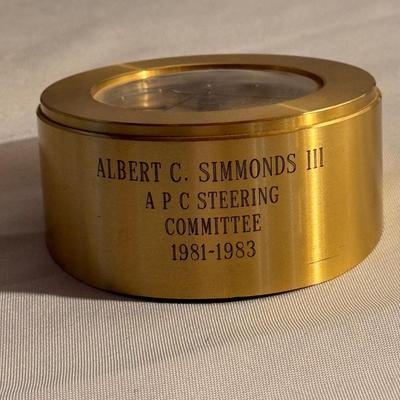 ALBERT C. SIMMONDS III
A P C STEERING
COMMITTEE
1981-1983